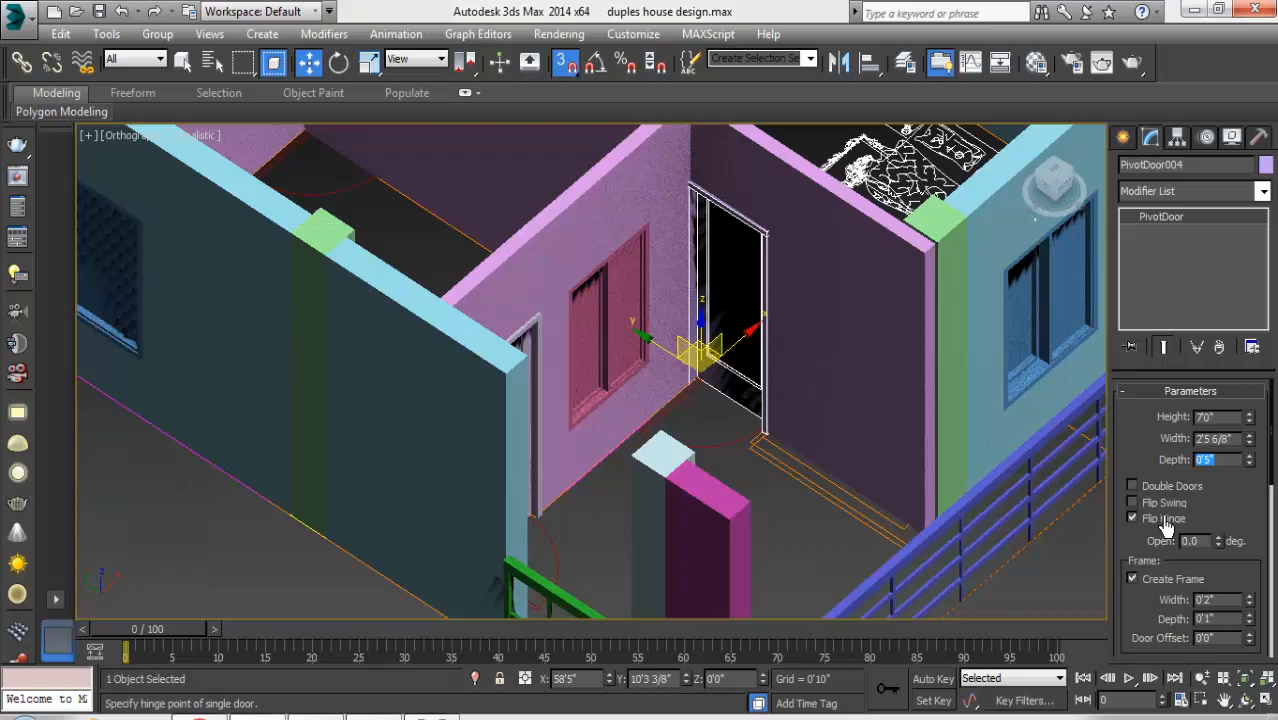 Workspace: Default
Autodesk 3ds Max 2014 x64
duples house design.max
Type a keyword or phrase
Edit
Tools
Group
Views
Create
Modifiers
Animation
Graph Editors
Rendering
Customize
MAXScript
Help
All
View
3
Create Selection Se
Modeling
Freeform
Selection
Object Paint
Populate
Polygon Modeling
PivotDoor004
Modifier List
PivotDoor
z
y
x
Parameters
Height: 7'0"
Width: 2'5 6/8"
Depth: 0'5"
Double Doors
Flip Swing
Flip Hinge
Open: 0.0 deg.
Frame:
Create Frame
Width: 0'2"
Depth: 0'1"
Door Offset: 0'0"
0 / 100
0 5 10 15 20 25 30 35 40 45 50 55 60 65 70 75 80 85 90 95 100
1 Object Selected
X: 58'5"
Y: 10'3 3/8"
Z: 0'0"
Grid = 0'10"
Auto Key
Selected
Welcome to M
Specify hinge point of single door.
Add Time Tag
Set Key
Key Filters...
0